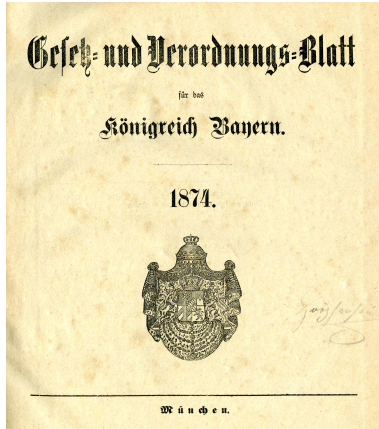 Gesetz- und Verordnungs-Blatt
für das
Königreich Bayern.
1874.
München.